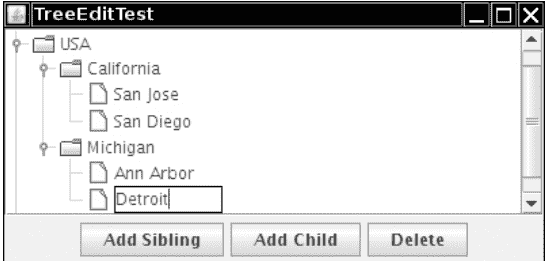 TreeEditTest
USA
California
San Jose
San Diego
Michigan
Ann Arbor
Detroit
Add Sibling Add Child Delete